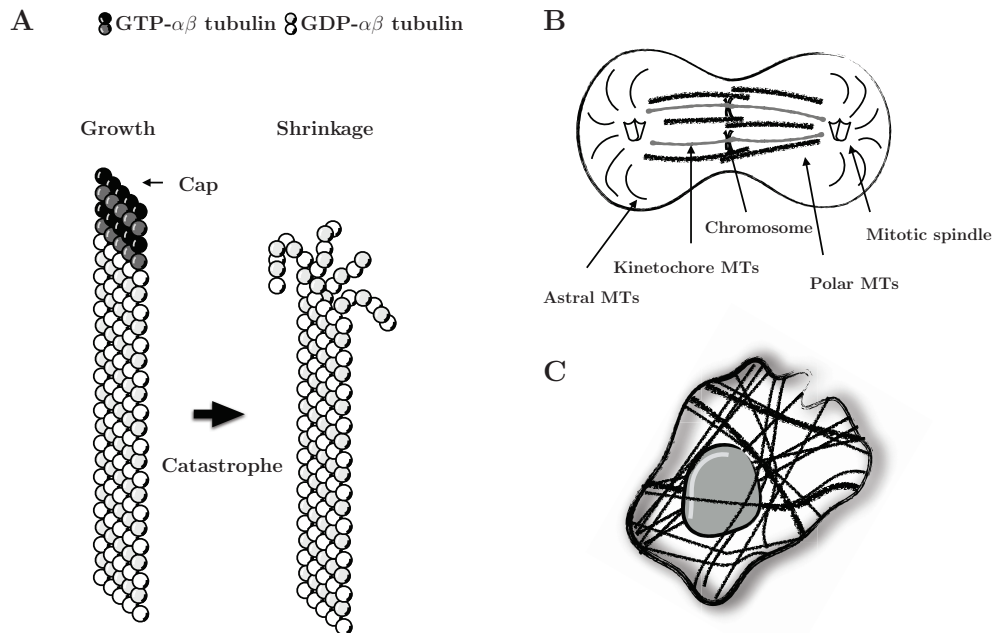 A
GTP-αβ tubulin
GDP-αβ tubulin
Growth
Shrinkage
Cap
Catastrophe
B
Chromosome
Mitotic spindle
Kinetochore MTs
Polar MTs
Astral MTs
C